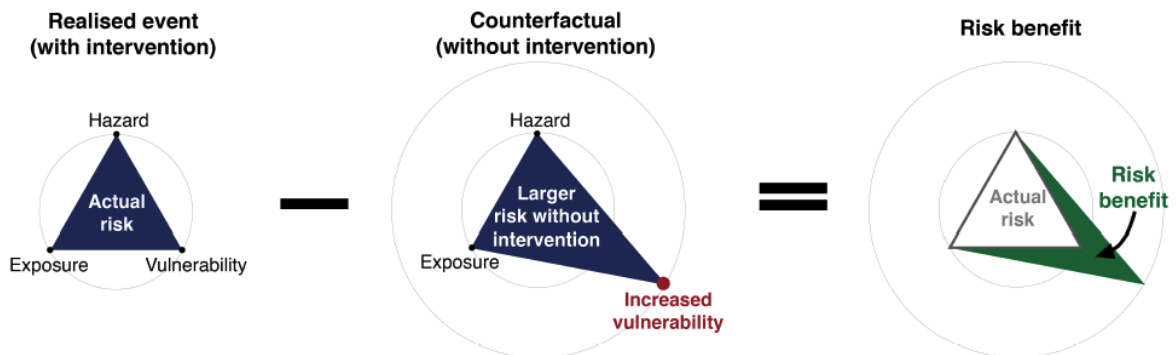 Realised event
(with intervention)
Hazard
Actual
risk
Exposure
Vulnerability
Counterfactual
(without intervention)
Hazard
Larger
risk without
intervention
Exposure
Increased
vulnerability
Risk benefit
Actual
risk
Risk
benefit